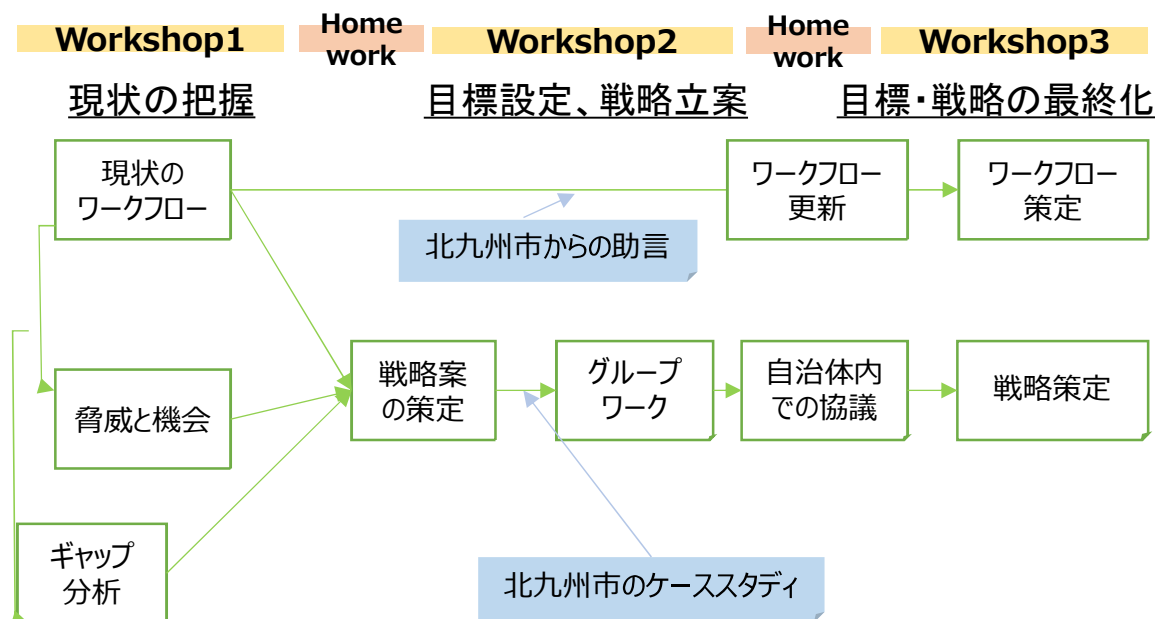 Workshop1
Home
work
Workshop2
Home
work
Workshop3
現状の把握
目標設定、戦略立案
目標・戦略の最終化
現状の
ワークフロー
ワークフロー
更新
ワークフロー
策定
北九州市からの助言
脅威と機会
戦略案
の策定
グループ
ワーク
自治体内
での協議
戦略策定
ギャップ
分析
北九州市のケーススタディ